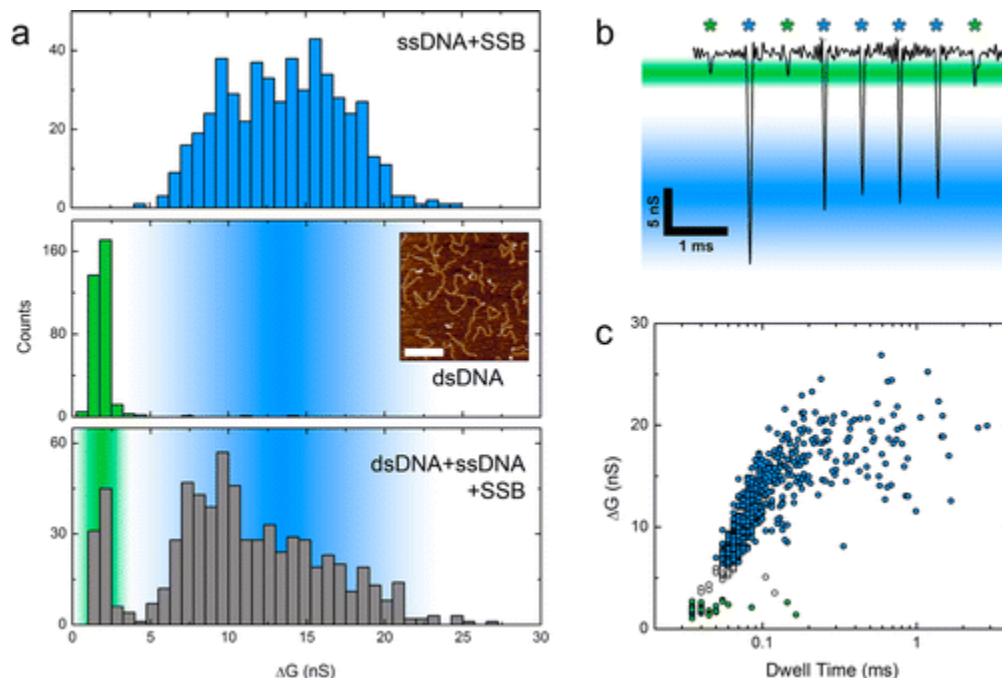 a
ssDNA+SSB
40
20
0
160
80
0
dsDNA
60
30
0
dsDNA+ssDNA
+SSB
0
5
10
15
20
25
30
Counts
ΔG (nS)
b
* * * * * * * *
5 nS
1 ms
c
30
20
10
0
0.1
1
ΔG (nS)
Dwell Time (ms)